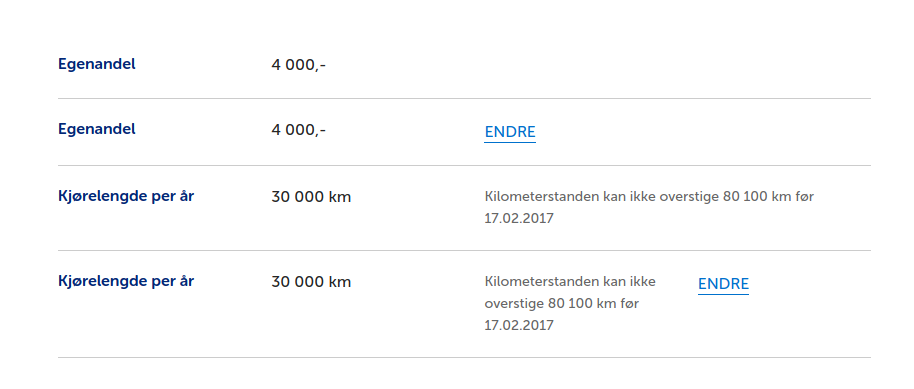 Egenandel 4 000,-
Egenandel 4 000,- ENDRE
Kjørelengde per år 30 000 km Kilometerstanden kan ikke overstige 80 100 km før
17.02.2017
Kjørelengde per år 30 000 km Kilometerstanden kan ikke ENDRE
overstige 80 100 km før
17.02.2017